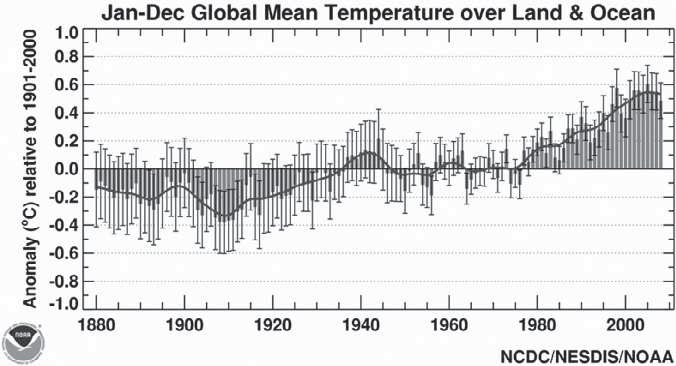 Jan-Dec Global Mean Temperature over Land & Ocean
Anomaly (°C) relative to 1901-2000
1.0
0.8
0.6
0.4
0.2
0.0
-0.2
-0.4
-0.6
-0.8
-1.0
1880 1900 1920 1940 1960 1980 2000
NOAA
NCDC/NESDIS/NOAA